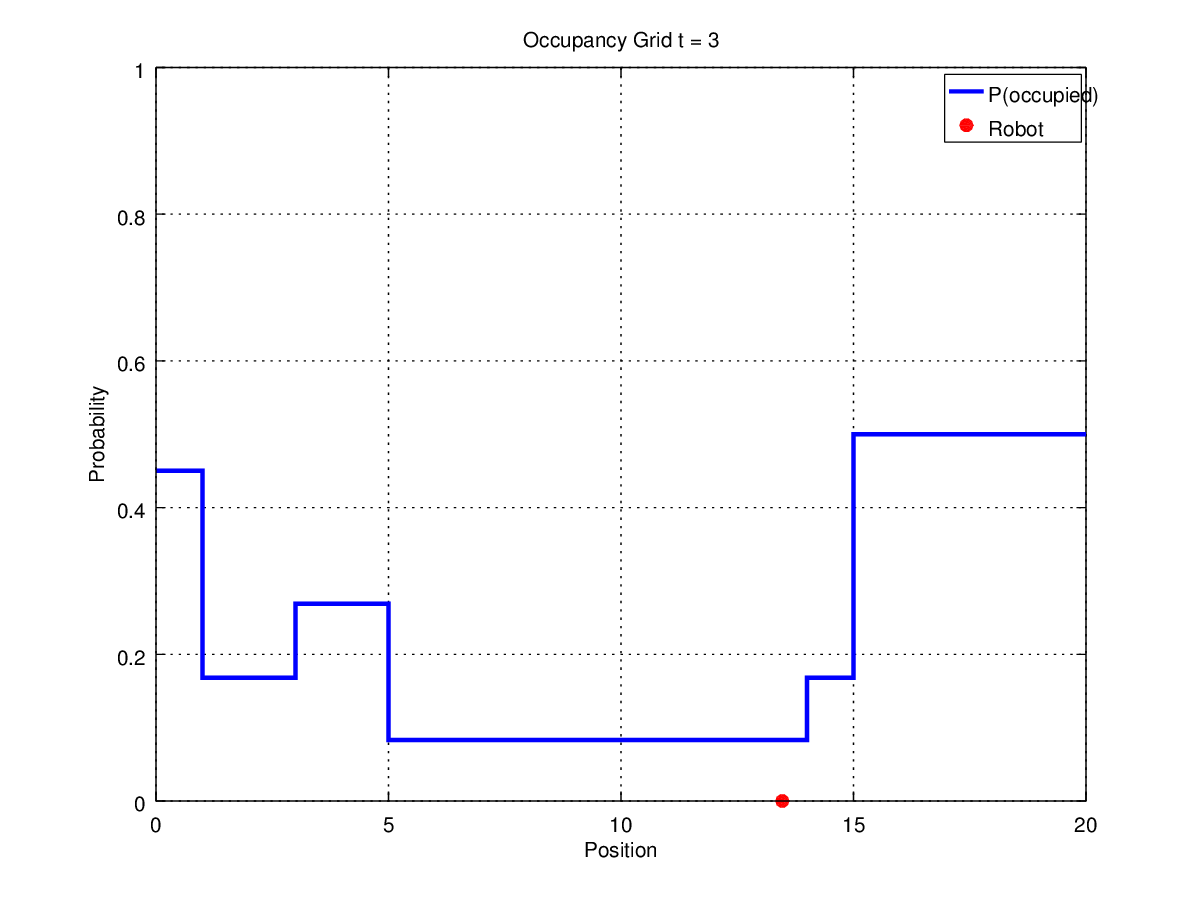 Occupancy Grid t = 3
P(occupied)
Robot
1
0.8
0.6
0.4
0.2
0
Probability
0 5 10 15 20
Position